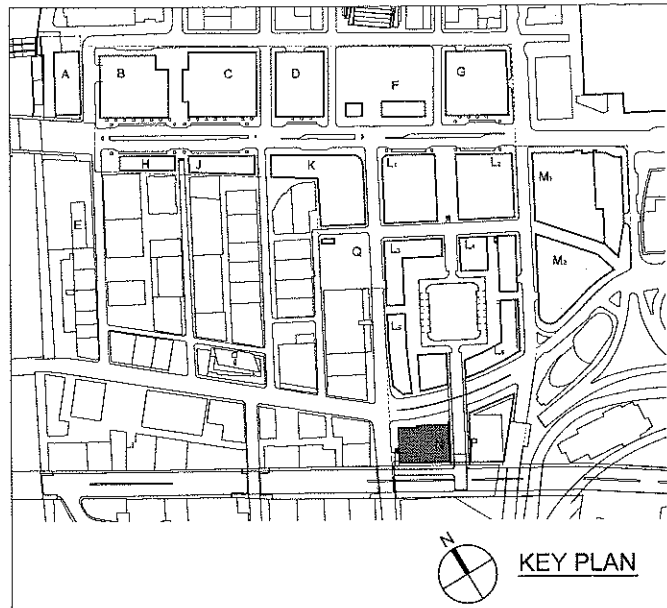 A B C D F G
H J K L1 L2 M1
E Q L3 L4 M2
L5 L6
N P
N
KEY PLAN